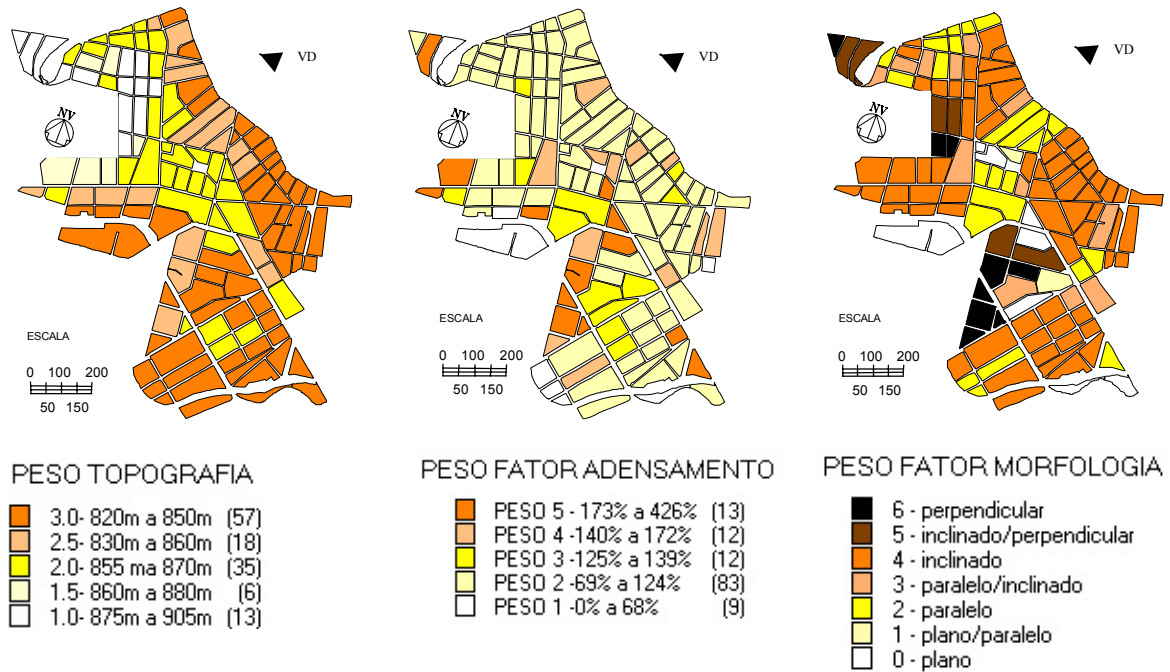 VD
NV
ESCALA
0 100 200
50 150
PESO TOPOGRAFIA
3.0- 820m a 850m (57)
2.5- 830m a 860m (18)
2.0- 855 ma 870m (35)
1.5- 860m a 880m (6)
1.0- 875m a 905m (13)
VD
NV
ESCALA
0 100 200
50 150
PESO FATOR ADENSAMENTO
PESO 5 - 173% a 426% (13)
PESO 4 -140% a 172% (12)
PESO 3 -125% a 139% (12)
PESO 2 -69% a 124% (83)
PESO 1 -0% a 68% (9)
VD
NV
ESCALA
0 100 200
50 150
PESO FATOR MORFOLOGIA
6 - perpendicular
5 - inclinado/perpendicular
4 - inclinado
3 - paralelo/inclinado
2 - paralelo
1 - plano/paralelo
0 - plano